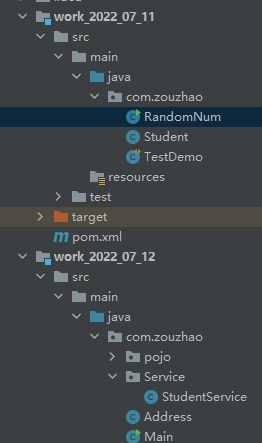 work_2022_07_11
src
main
java
com.zouzhao
RandomNum
Student
TestDemo
resources
test
target
pom.xml
work_2022_07_12
src
main
java
com.zouzhao
pojo
Service
StudentService
Address
Main